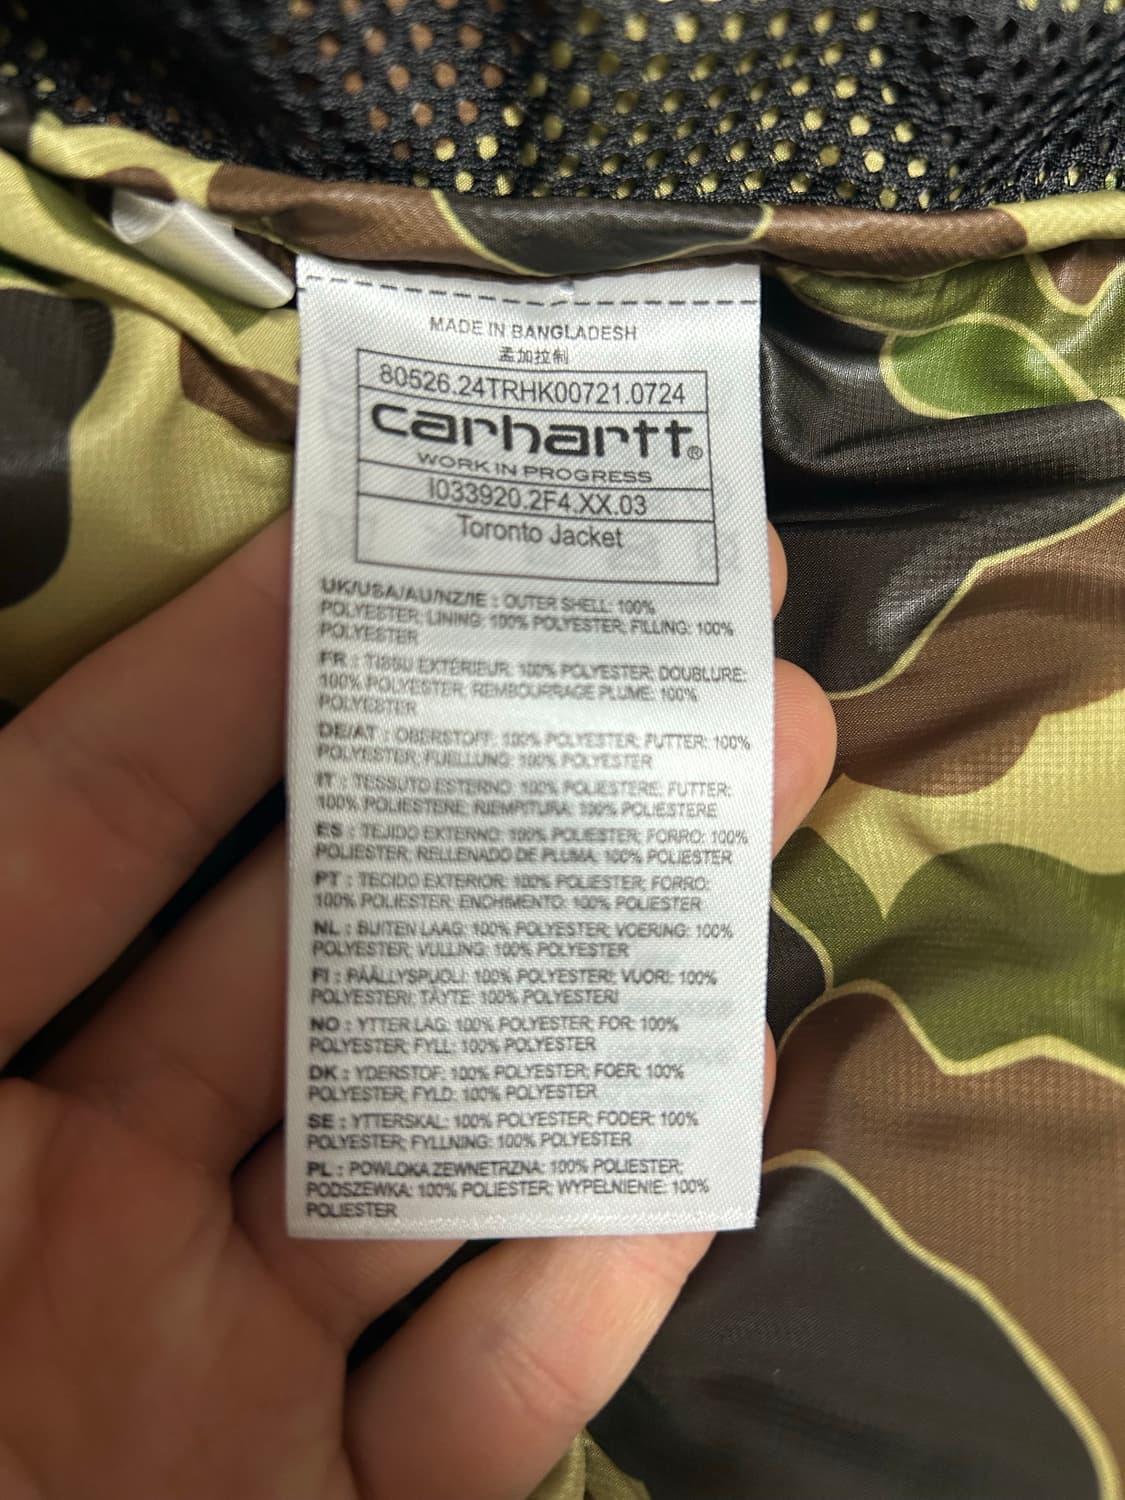 MADE IN BANGLADESH
孟加拉制
80526.24TRHK00721.0724
carhartt®
WORK IN PROGRESS
I033920.2F4.XX.03
Toronto Jacket
UK/USA/AU/NZ/IE : OUTER SHELL: 100%
POLYESTER; LINING: 100% POLYESTER; FILLING: 100%
POLYESTER
FR : TISSU EXTÉRIEUR: 100% POLYESTER; DOUBLURE:
100% POLYESTER; REMBOURRAGE PLUME: 100%
POLYESTER
DE/AT : OBERSTOFF: 100% POLYESTER; FUTTER: 100%
POLYESTER; FUELLUNG: 100% POLYESTER
IT : TESSUTO ESTERNO: 100% POLIESTERE; FUTTER:
100% POLIESTERE; RIEMPITURA: 100% POLIESTERE
ES : TEJIDO EXTERNO: 100% POLIESTER; FORRO: 100%
POLIESTER; RELLENADO DE PLUMA: 100% POLIESTER
PT : TECIDO EXTERIOR: 100% POLIESTER; FORRO:
100% POLIESTER; ENCHIMENTO: 100% POLIESTER
NL : BUITEN LAAG: 100% POLYESTER; VOERING: 100%
POLYESTER; VULLING: 100% POLYESTER
FI : PÄÄLLYSPUOLI: 100% POLYESTERI; VUORI: 100%
POLYESTERI; TÄYTE: 100% POLYESTERI
NO : YTTER LAG: 100% POLYESTER; FOR: 100%
POLYESTER; FYLL: 100% POLYESTER
DK : YDERSTOF: 100% POLYESTER; FOER: 100%
POLYESTER; FYLD: 100% POLYESTER
SE : YTTERSKAL: 100% POLYESTER; FODER: 100%
POLYESTER; FYLLNING: 100% POLYESTER
PL : POWLOKA ZEWNETRZNA: 100% POLIESTER;
PODSZEWKA: 100% POLIESTER; WYPELNIENIE: 100%
POLIESTER